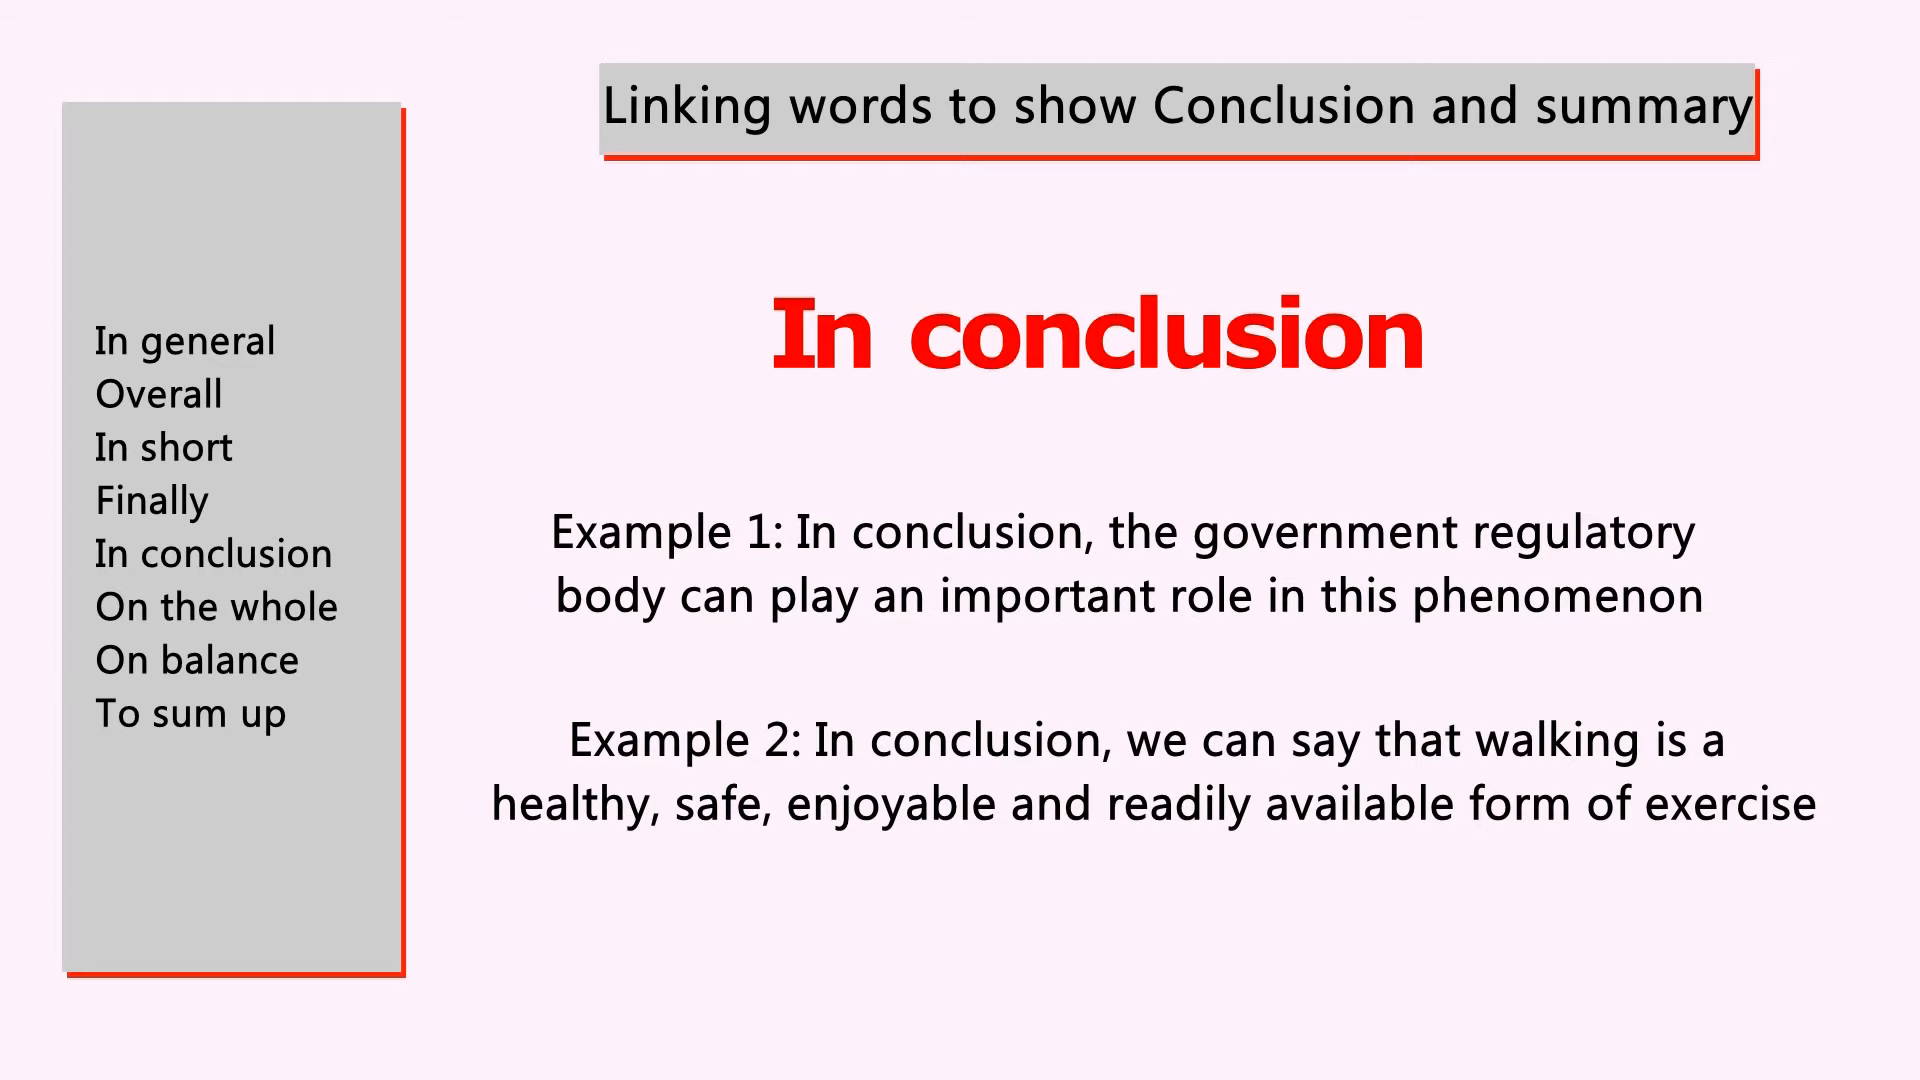 Linking words to show Conclusion and summary
In general
Overall
In short
Finally
In conclusion
On the whole
On balance
To sum up
In conclusion
Example 1: In conclusion, the government regulatory
body can play an important role in this phenomenon
Example 2: In conclusion, we can say that walking is a
healthy, safe, enjoyable and readily available form of exercise